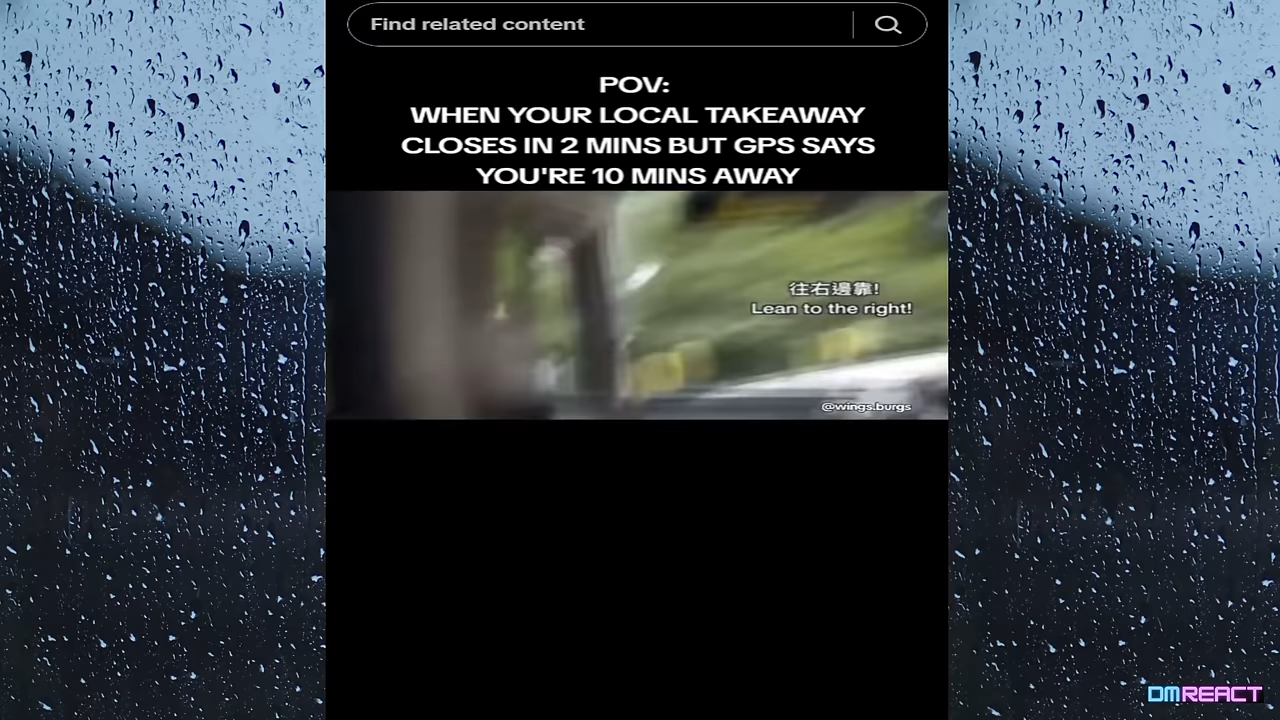 Find related content
POV:
WHEN YOUR LOCAL TAKEAWAY
CLOSES IN 2 MINS BUT GPS SAYS
YOU'RE 10 MINS AWAY
往右邊靠!
Lean to the right!
@wings.burgs
DMREACT